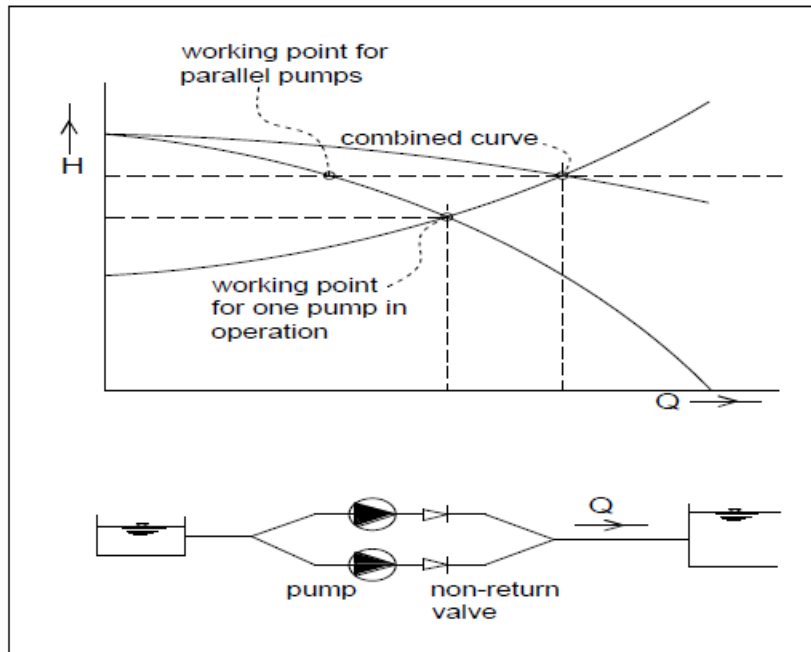 working point for
parallel pumps
combined curve
H
working point
for one pump in
operation
Q
Q
pump
non-return
valve